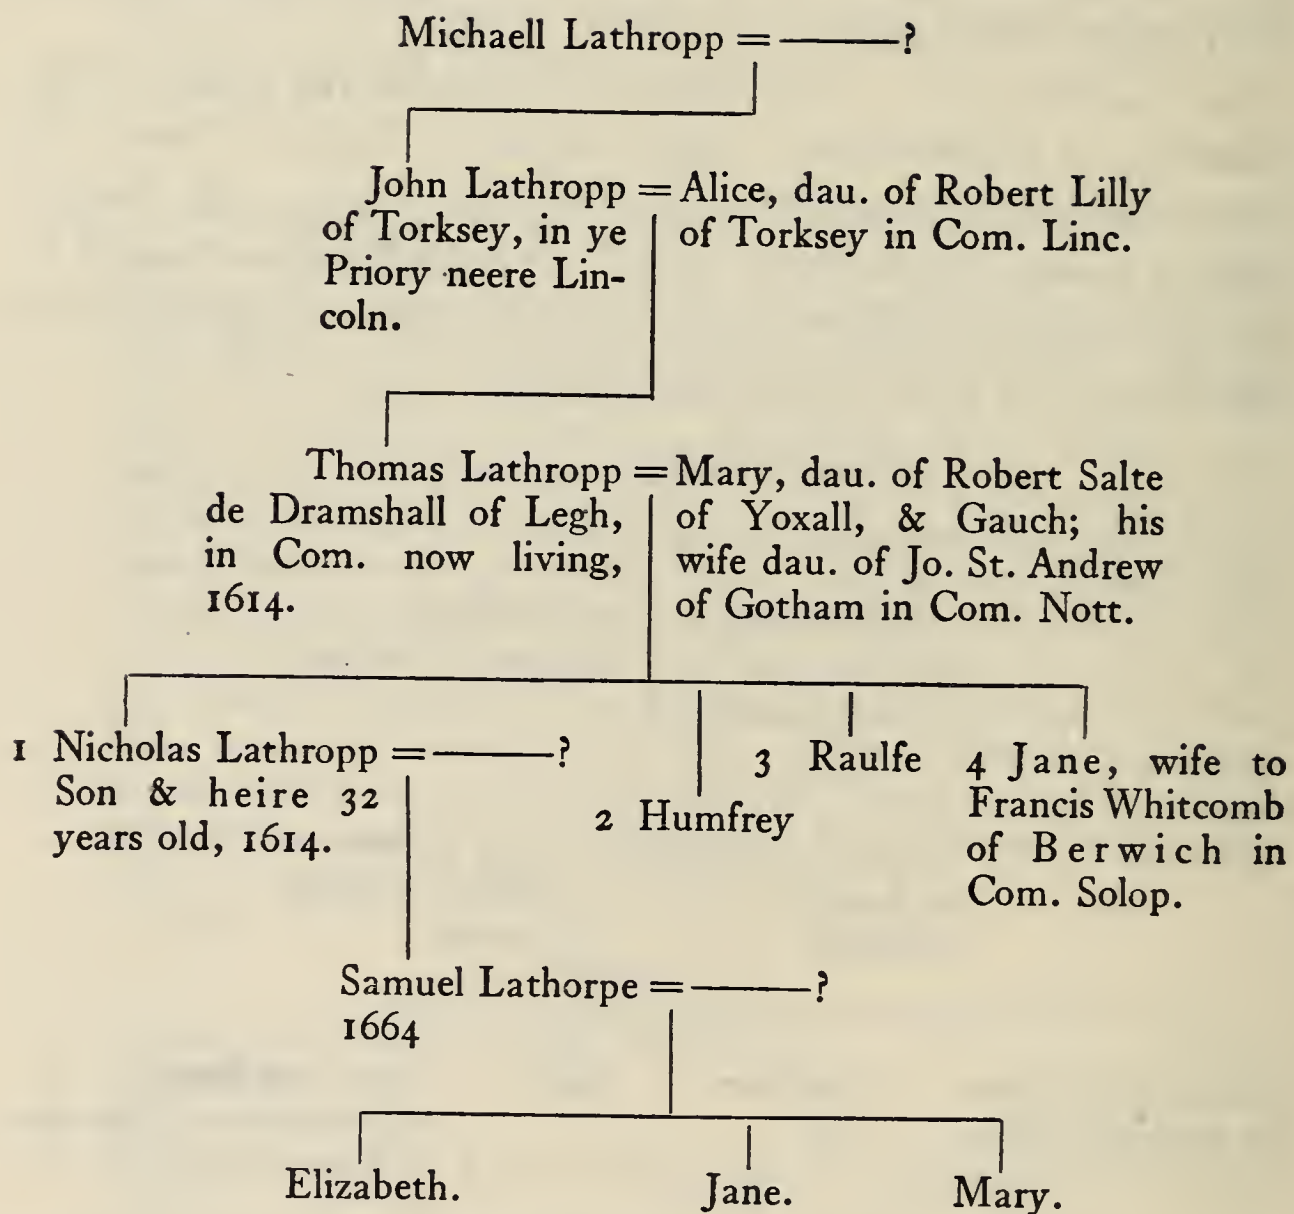 Michaell Lathropp = ———?
John Lathropp = Alice, dau. of Robert Lilly
of Torksey, in ye
Priory neere Lin-
coln.
of Torksey in Com. Linc.
Thomas Lathropp = Mary, dau. of Robert Salte
de Dramshall of Legh,
in Com. now living,
1614.
of Yoxall, & Gauch; his
wife dau. of Jo. St. Andrew
of Gotham in Com. Nott.
1 Nicholas Lathropp = ———?
Son & heire 32
years old, 1614.
2 Humfrey
3 Raulfe
4 Jane, wife to
Francis Whitcomb
of Berwich in
Com. Solop.
Samuel Lathorpe = ———?
1664
Elizabeth.
Jane.
Mary.